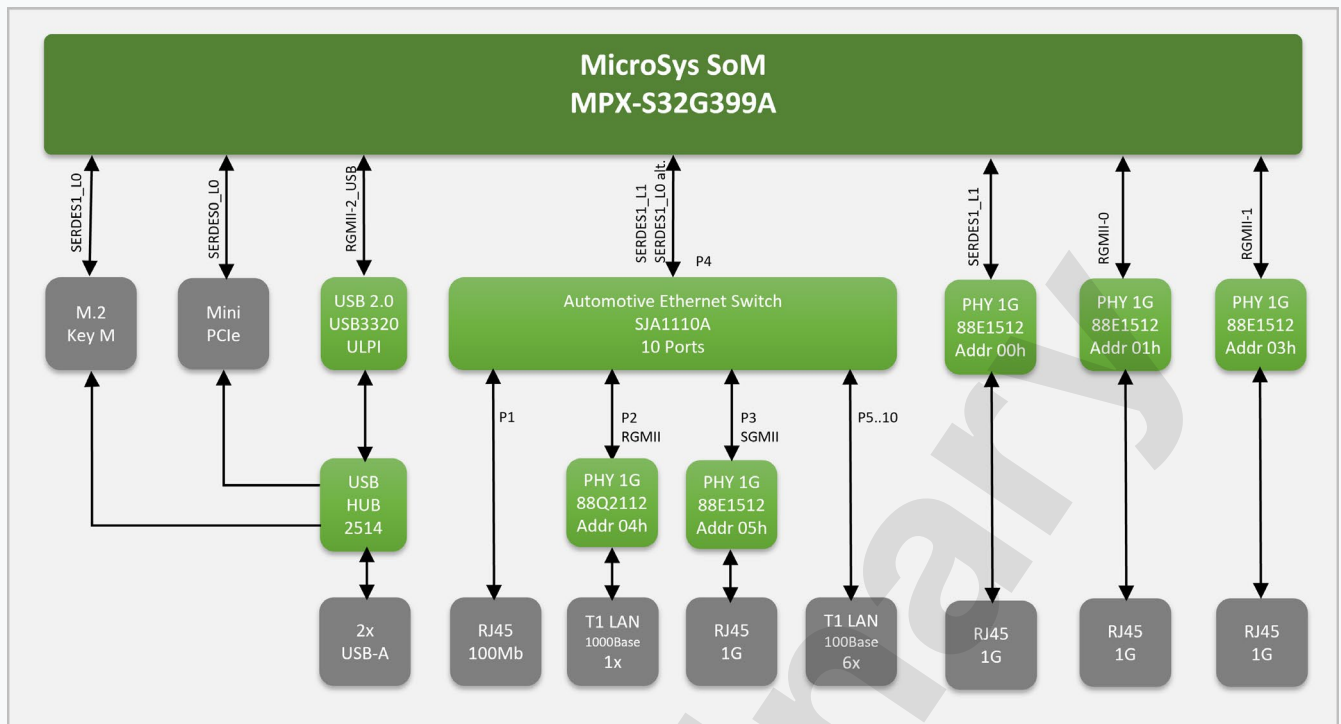 MicroSys SoM
MPX-S32G399A
SERDES1_L0
SERDES0_L0
RGMII-2_USB
SERDES1_L1
SERDES1_L0 alt.
P4
SERDES1_L1
RGMII-0
RGMII-1
M.2
Key M
Mini
PCIe
USB 2.0
USB3320
ULPI
Automotive Ethernet Switch
SJA1110A
10 Ports
PHY 1G
88E1512
Addr 00h
PHY 1G
88E1512
Addr 01h
PHY 1G
88E1512
Addr 03h
P1
P2
RGMII
P3
SGMII
P5..10
USB
HUB
2514
PHY 1G
88Q2112
Addr 04h
PHY 1G
88E1512
Addr 05h
2x
USB-A
RJ45
100Mb
T1 LAN
1000Base
1x
RJ45
1G
T1 LAN
100Base
6x
RJ45
1G
RJ45
1G
RJ45
1G